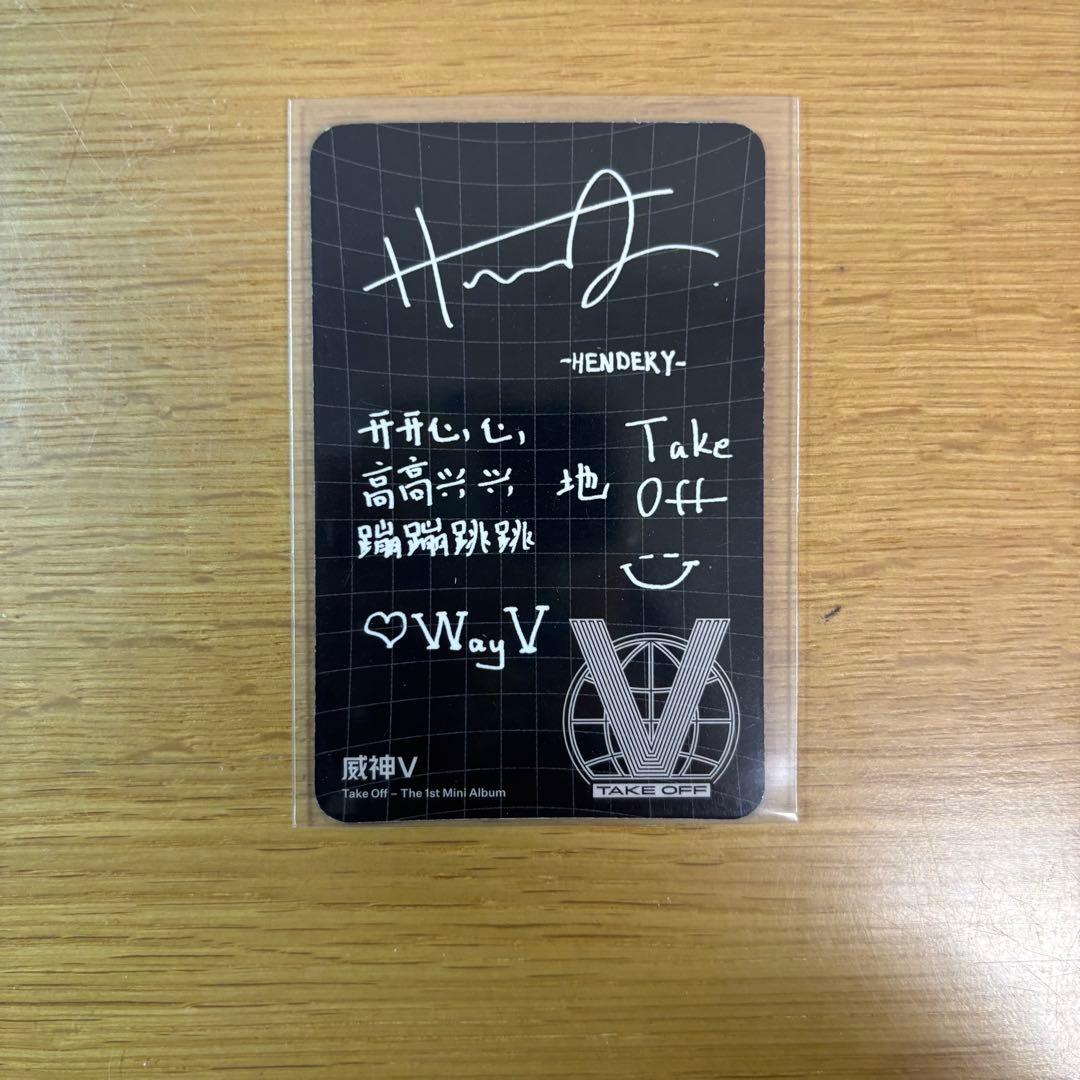 -HENDERY-
开开心心,
高高兴兴 地
蹦蹦跳跳
Take
Off
♡WayV
威神V
Take Off – The 1st Mini Album
V
TAKE OFF